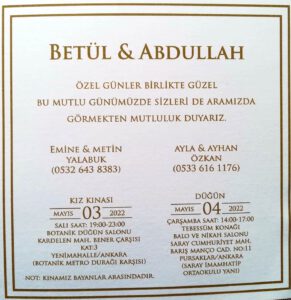 BETÜL & ABDULLAH
ÖZEL GÜNLER BİRLİKTE GÜZEL
BU MUTLU GÜNÜMÜZDE SİZLERİ DE ARAMIZDA
GÖRMEKTEN MUTLULUK DUYARIZ.
EMİNE & METİN
YALABUK
(0532 643 8383)
AYLA & AYHAN
ÖZKAN
(0533 616 1176)
KIZ KINASI
MAYIS 03 2022
SALI SAAT: 19:00-23:00
BOTANİK DÜĞÜN SALONU
KARDELEN MAH. BENER ÇARŞISI
KAT:3
YENİMAHALLE/ANKARA
(BOTANİK METRO DURAĞI KARŞISI)
NOT: KINAMIZ BAYANLAR ARASINDADIR.
DÜĞÜN
MAYIS 04 2022
ÇARŞAMBA SAAT: 14:00-17:00
TEBESSÜM KONAĞI
BALO VE NİKAH SALONU
SARAY CUMHURİYET MAH.
BARIŞ MANÇO CAD. NO:11
PURSAKLAR/ANKARA
(SARAY İMAMHATİP
ORTAOKULU YANI)